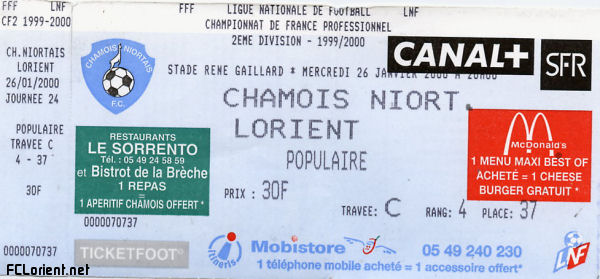 FFF LNF
CF2 1999-2000
CH.NIORTAIS
LORIENT
26/01/2000
JOURNEE 24
POPULAIRE
TRAVEE C
4 - 37
30F
0000070737
FCLorient.net
FFF LIGUE NATIONALE DE FOOTBALL LNF
CHAMPIONNAT DE FRANCE PROFESSIONNEL
2EME DIVISION - 1999/2000
CHAMOIS NIORTAIS
F.C.
CANAL+
SFR
STADE RENE GAILLARD * MERCREDI 26 JANVIER 2000 A 20H00
CHAMOIS NIORT.
LORIENT
POPULAIRE
RESTAURANTS
LE SORRENTO
Tél. : 05 49 24 58 59
et Bistrot de la Brèche
1 REPAS
=
1 APERITIF CHAMOIS OFFERT *
McDonald's
1 MENU MAXI BEST OF
ACHETÉ = 1 CHEESE
BURGER GRATUIT *
PRIX : 30F
TRAVEE: C RANG: 4 PLACE: 37
0000070737
TICKETFOOT
itineris
Mobistore 05 49 240 230
1 téléphone mobile acheté = 1 accessoire offert*
LNF